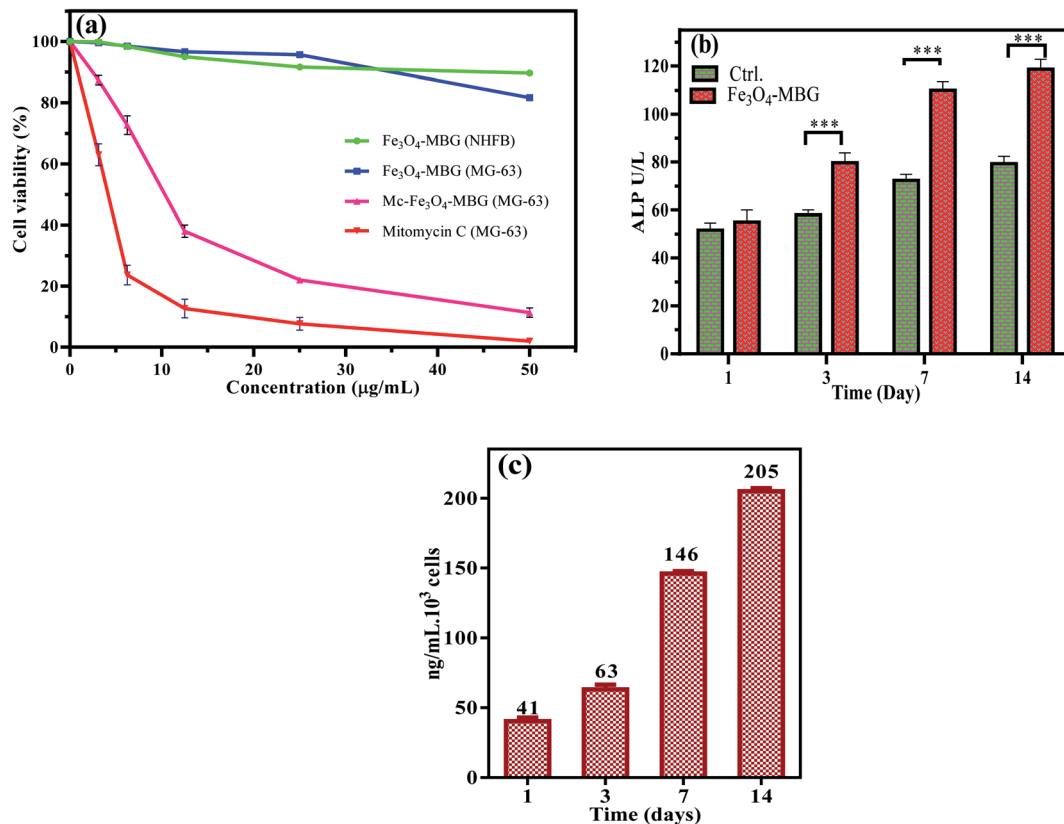 (a)
100
80
60
40
20
0
Cell viability (%)
Fe₃O₄-MBG (NHFB)
Fe₃O₄-MBG (MG-63)
Mc-Fe₃O₄-MBG (MG-63)
Mitomycin C (MG-63)
0 10 20 30 40 50
Concentration (μg/mL)
(b)
120
100
80
60
40
20
0
ALP U/L
Ctrl.
Fe₃O₄-MBG
***
***
***
1 3 7 14
Time (Day)
(c)
200
150
100
50
0
ng/mL.10³ cells
41
63
146
205
1 3 7 14
Time (days)